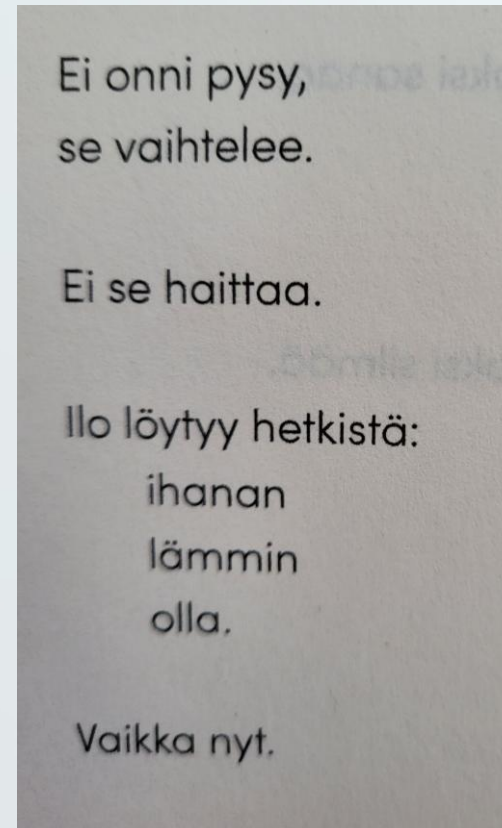 Ei onni pysy,
se vaihtelee.
Ei se haittaa.
Ilo löytyy hetkistä:
ihanan
lämmin
olla.
Vaikka nyt.